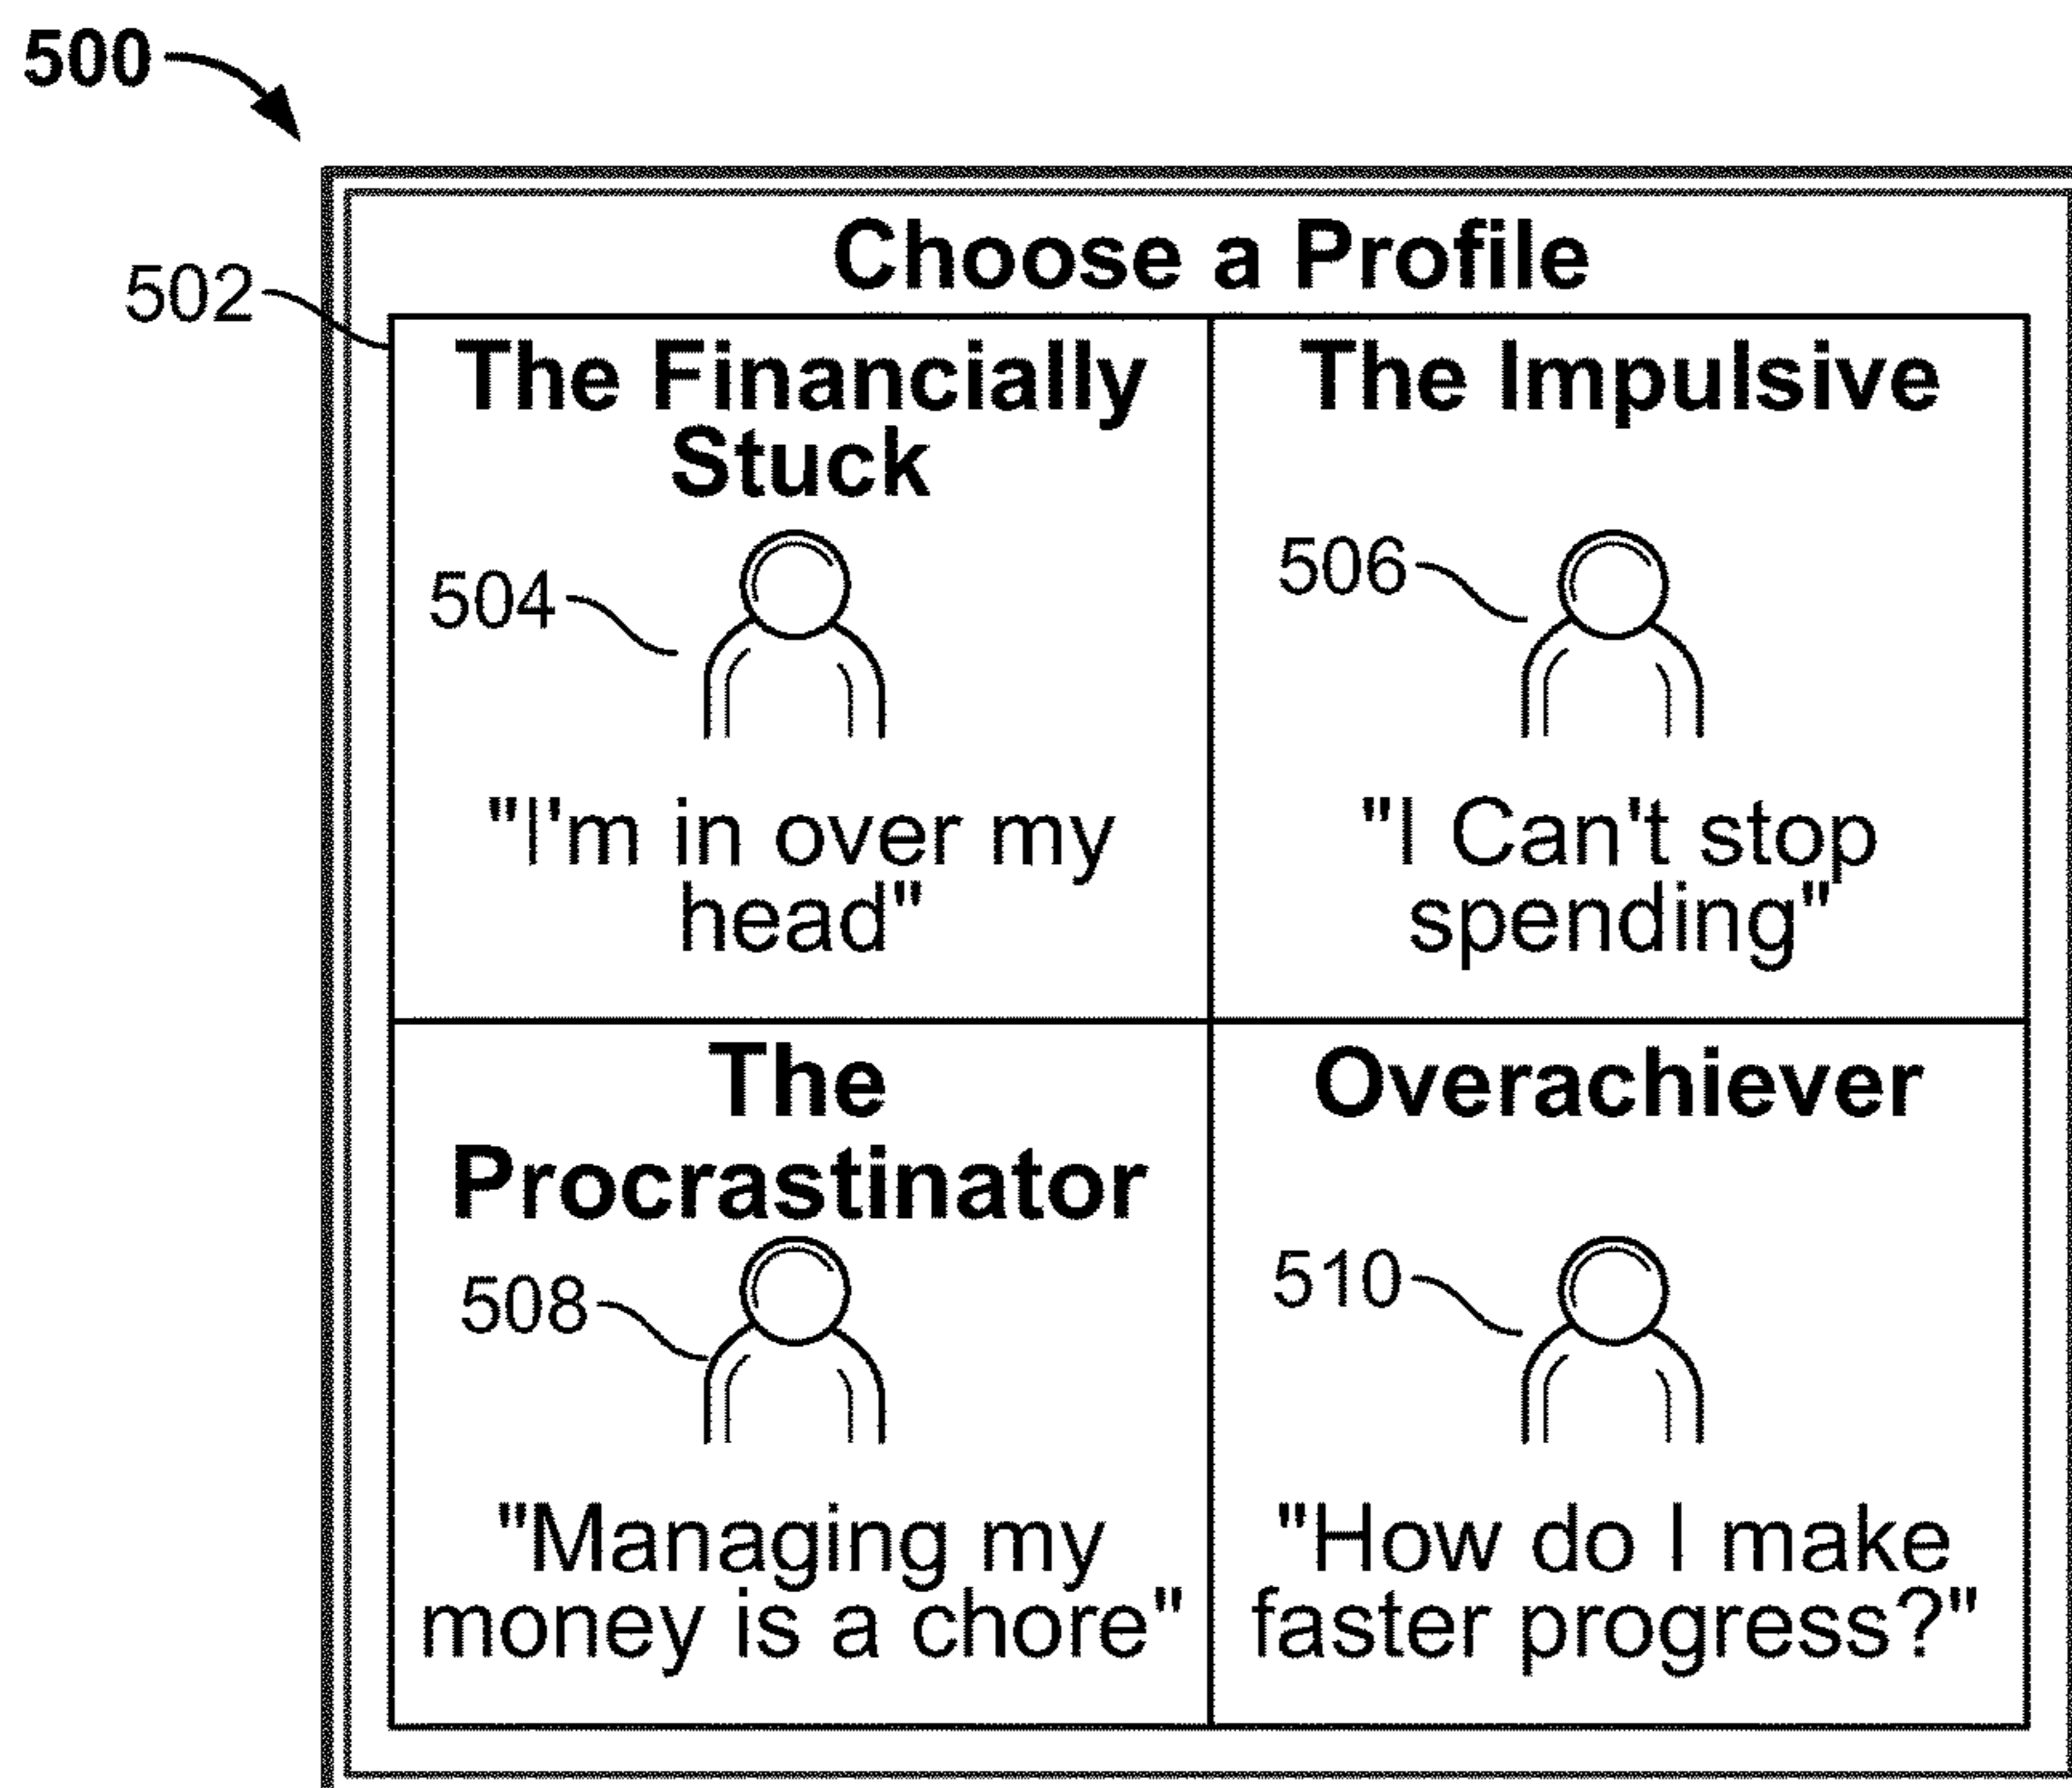 500
Choose a Profile
502
The Financially
Stuck
504
"I'm in over my
head"
The Impulsive
506
"I Can't stop
spending"
The
Procrastinator
508
"Managing my
money is a chore"
Overachiever
510
"How do I make
faster progress?"